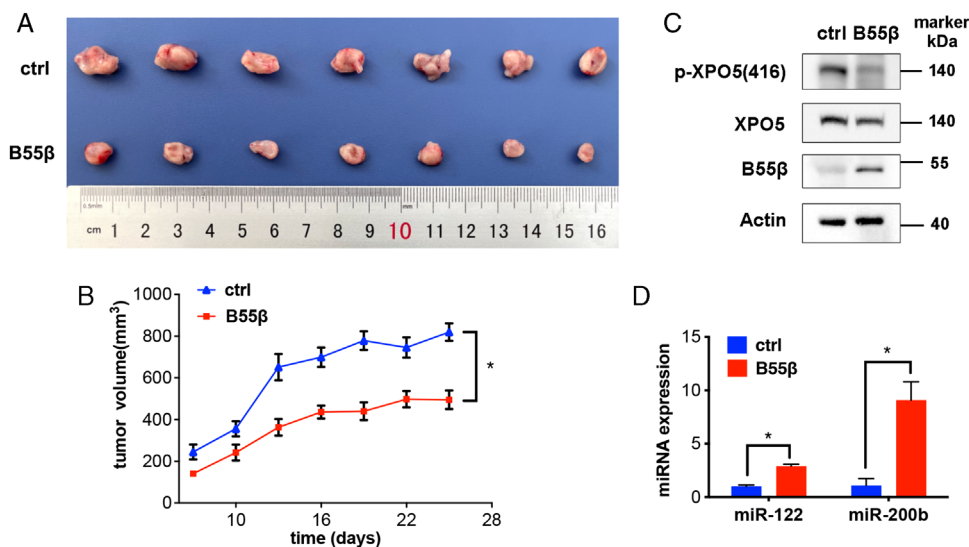 A
ctrl
B55β
0.5m/m
mm
cm 1 2 3 4 5 6 7 8 9 10 11 12 13 14 15 16
B
ctrl
B55β
tumor volume(mm³)
1000
800
600
400
200
0
*
10 16 22 28
time (days)
C
ctrl B55β
marker
kDa
p-XPO5(416)
140
XPO5
140
B55β
55
Actin
40
D
ctrl
B55β
miRNA expression
15
10
5
0
*
*
miR-122 miR-200b